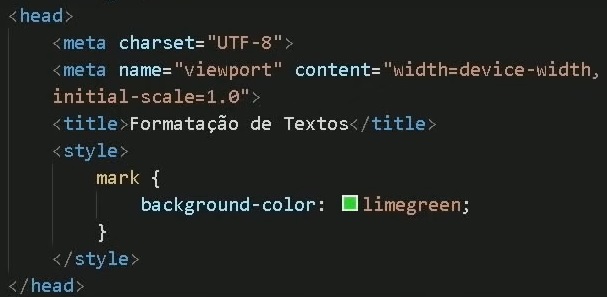 <head>
<meta charset="UTF-8">
<meta name="viewport" content="width=device-width,
initial-scale=1.0">
<title>Formatação de Textos</title>
<style>
mark {
background-color: limegreen;
}
</style>
</head>